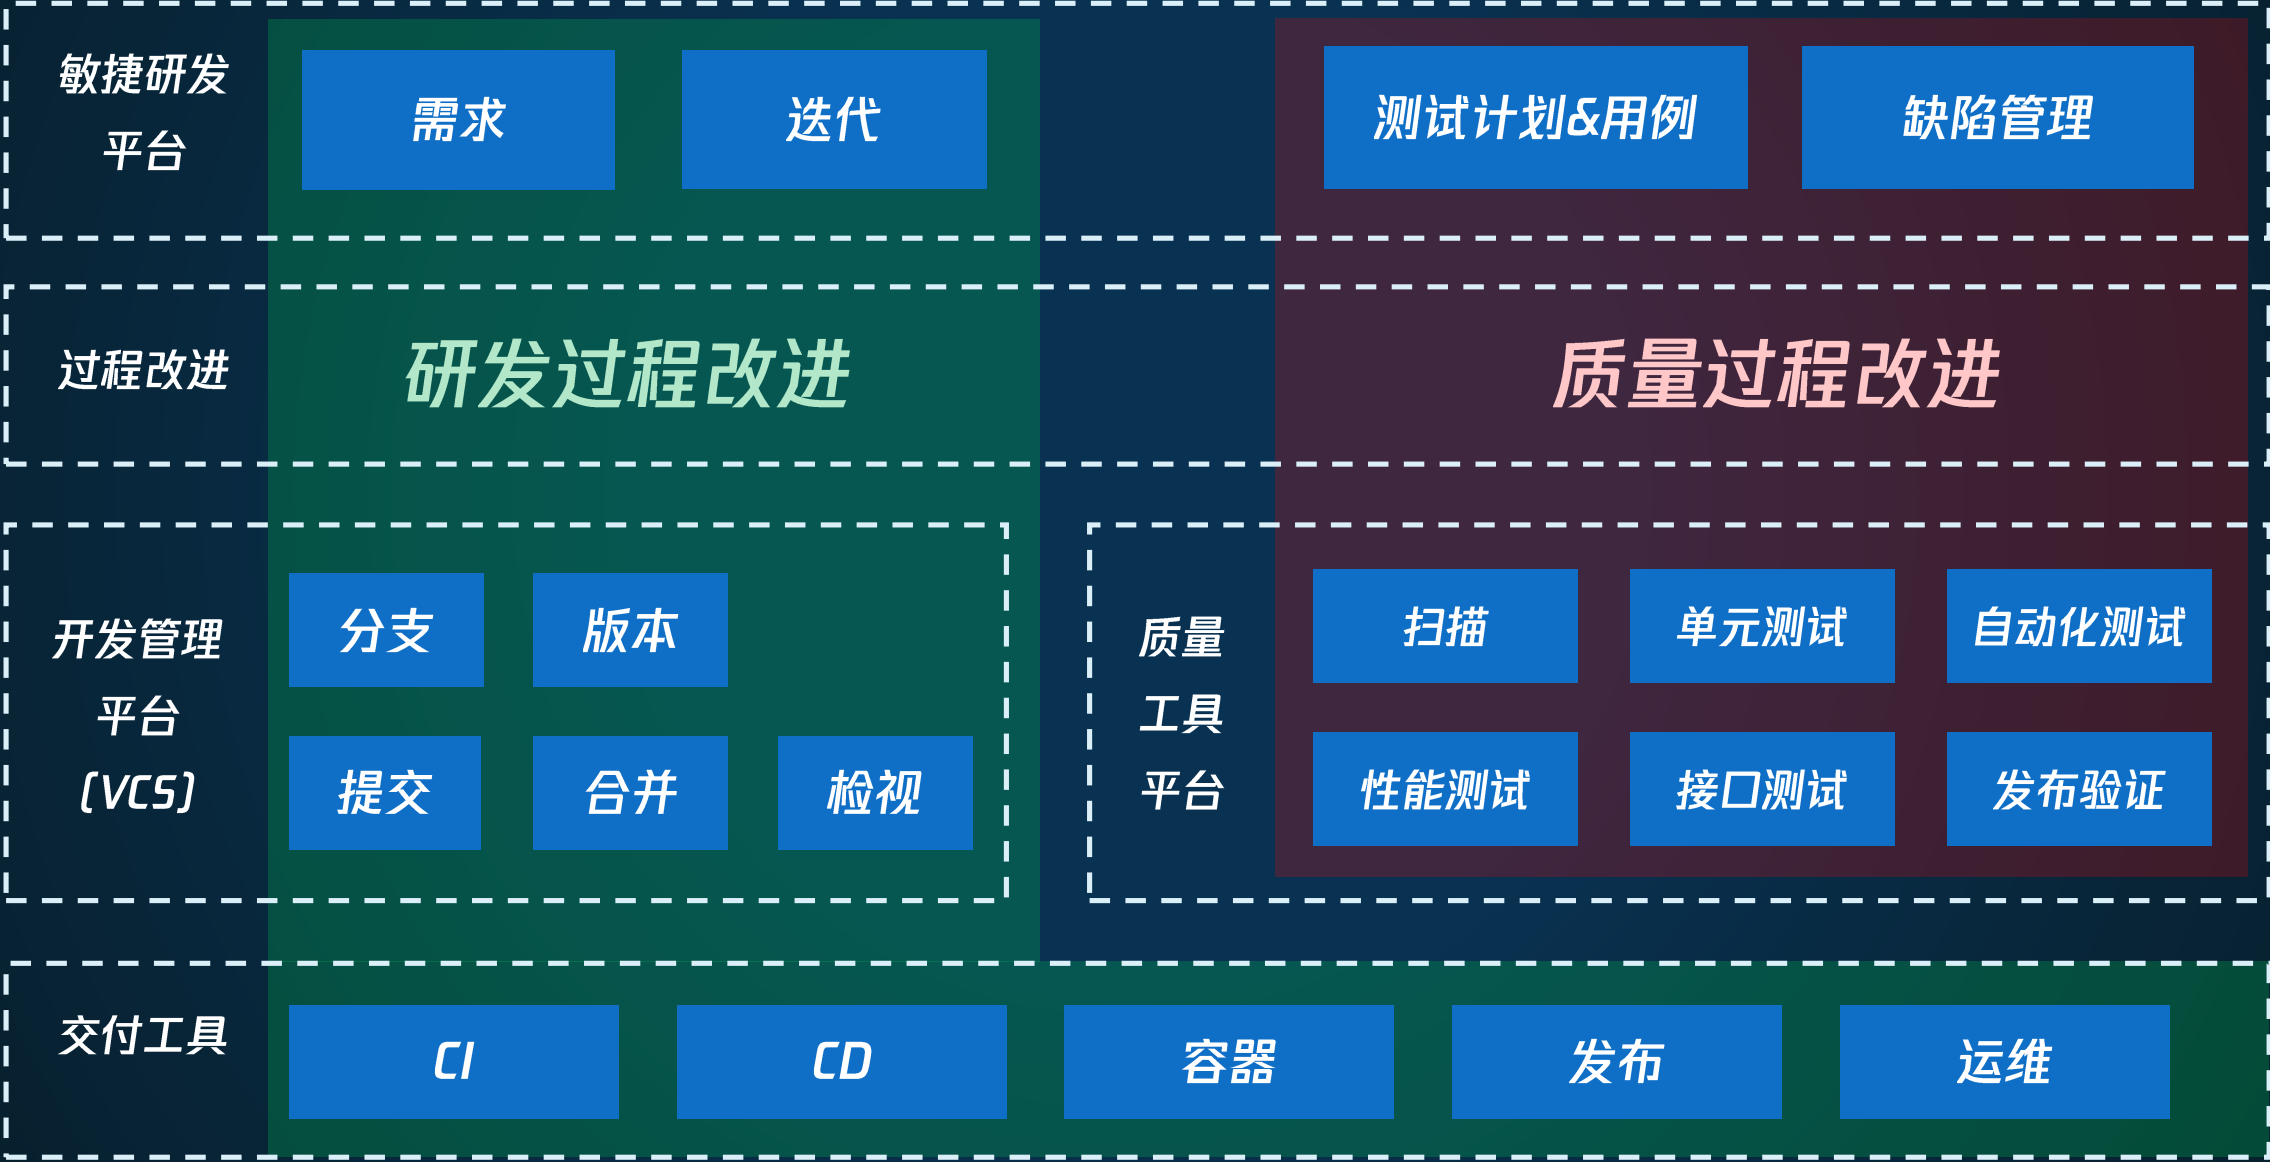 敏捷研发
平台
需求
迭代
测试计划&用例
缺陷管理
过程改进
研发过程改进
质量过程改进
开发管理
平台
(VCS)
分支
版本
提交
合并
检视
质量
工具
平台
扫描
单元测试
自动化测试
性能测试
接口测试
发布验证
交付工具
CI
CD
容器
发布
运维